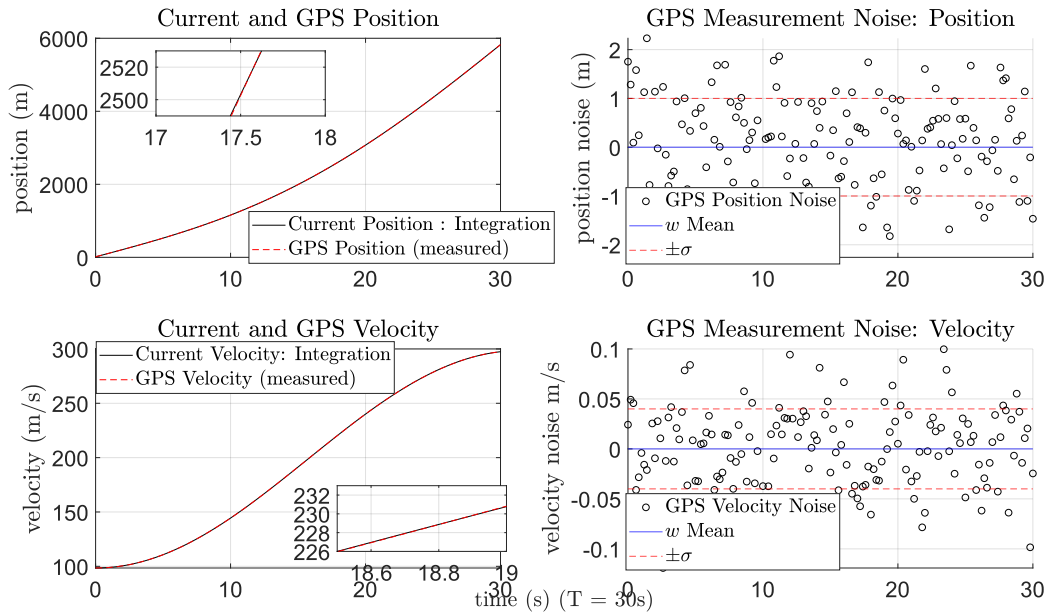 Current and GPS Position
position (m)
6000
4000
2000
0
0
10
20
30
2520
2500
17
17.5
18
Current Position : Integration
GPS Position (measured)
GPS Measurement Noise: Position
position noise (m)
2
1
0
-1
-2
0
10
20
30
GPS Position Noise
w Mean
±σ
Current and GPS Velocity
velocity (m/s)
300
250
200
150
100
0
10
20
30
Current Velocity: Integration
GPS Velocity (measured)
232
230
228
226
18.6
18.8
19
GPS Measurement Noise: Velocity
velocity noise m/s
0.1
0.05
0
-0.05
-0.1
0
10
20
30
GPS Velocity Noise
w Mean
±σ
time (s) (T = 30s)